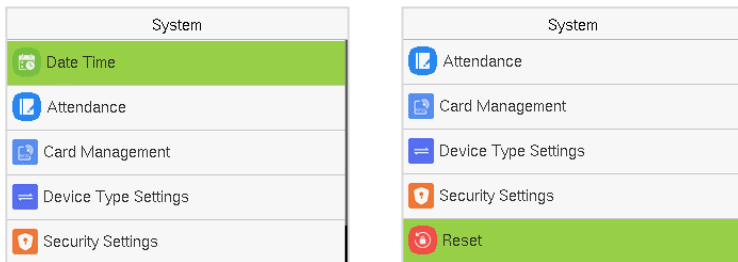 System
Date Time
Attendance
Card Management
Device Type Settings
Security Settings
System
Attendance
Card Management
Device Type Settings
Security Settings
Reset